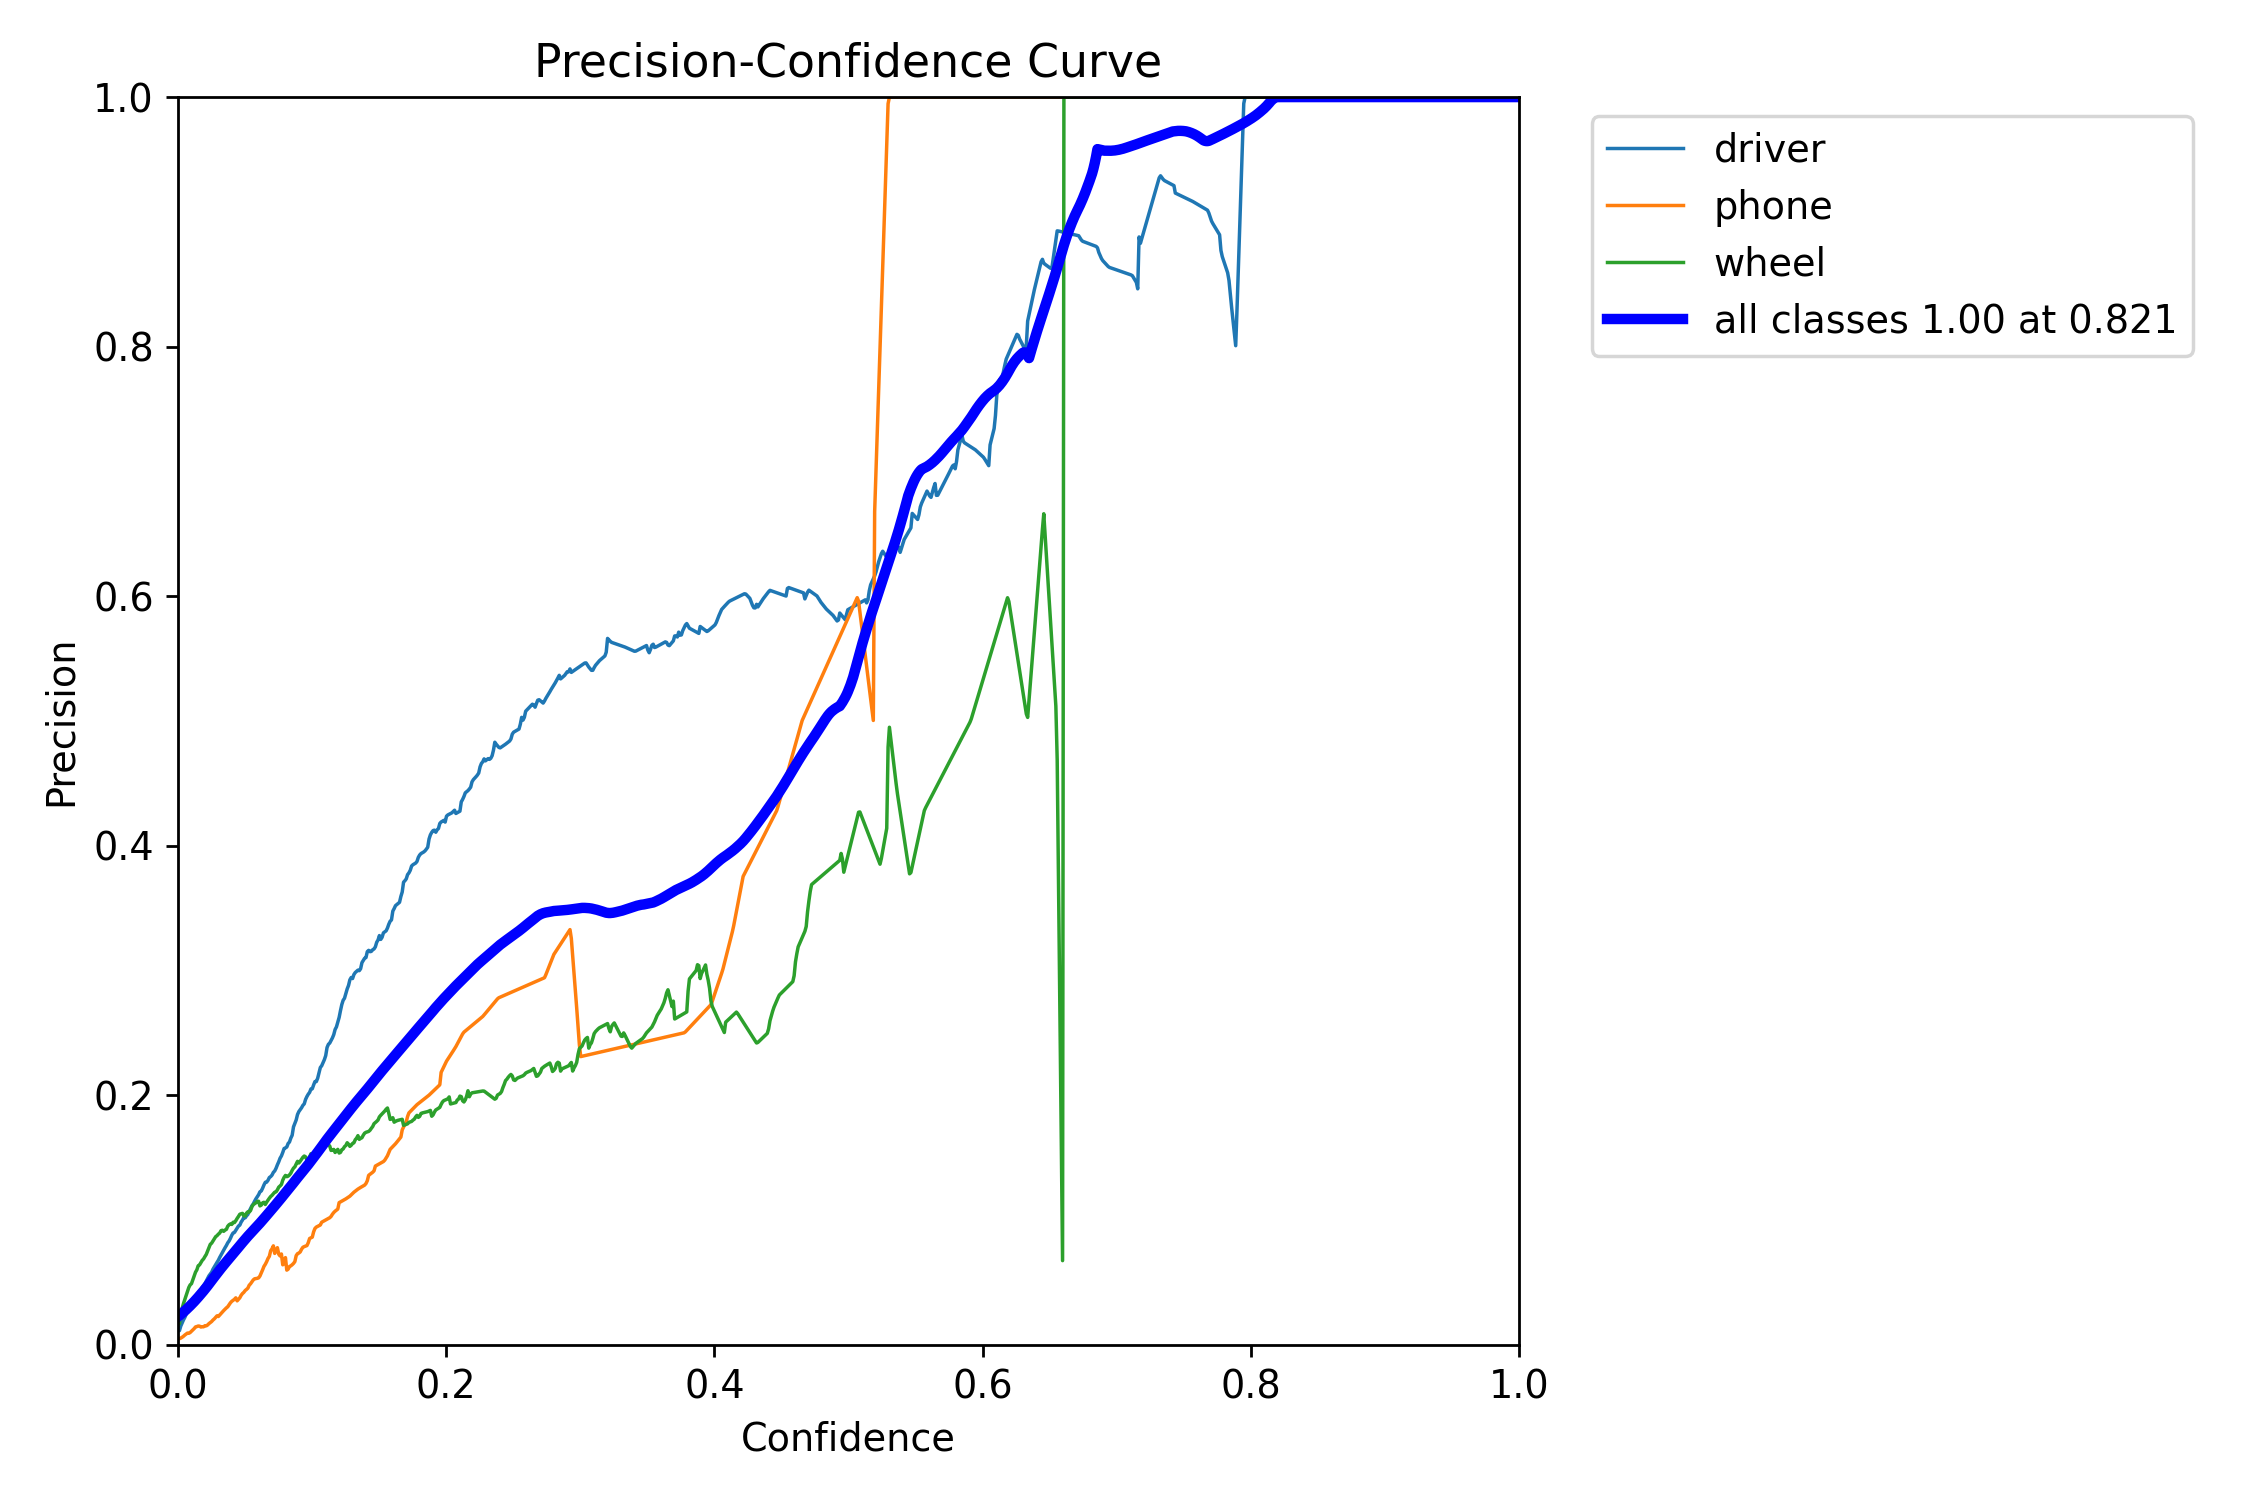 Precision-Confidence Curve
1.0
0.8
0.6
0.4
0.2
0.0
Precision
0.0 0.2 0.4 0.6 0.8 1.0
Confidence
driver
phone
wheel
all classes 1.00 at 0.821